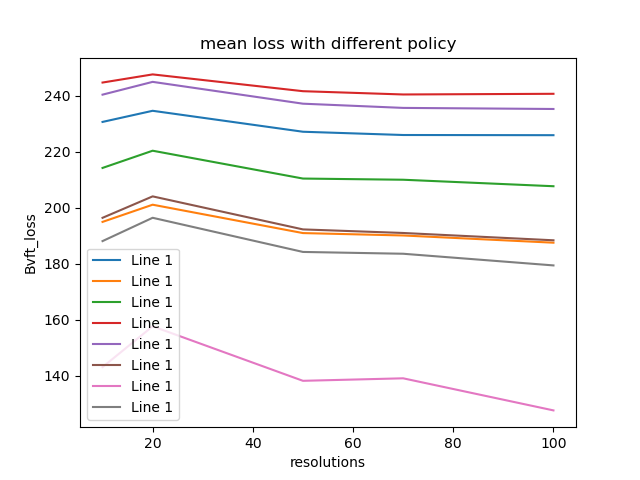 mean loss with different policy
Bvft_loss
240
220
200
180
160
140
Line 1
Line 1
Line 1
Line 1
Line 1
Line 1
Line 1
Line 1
20
40
60
80
100
resolutions